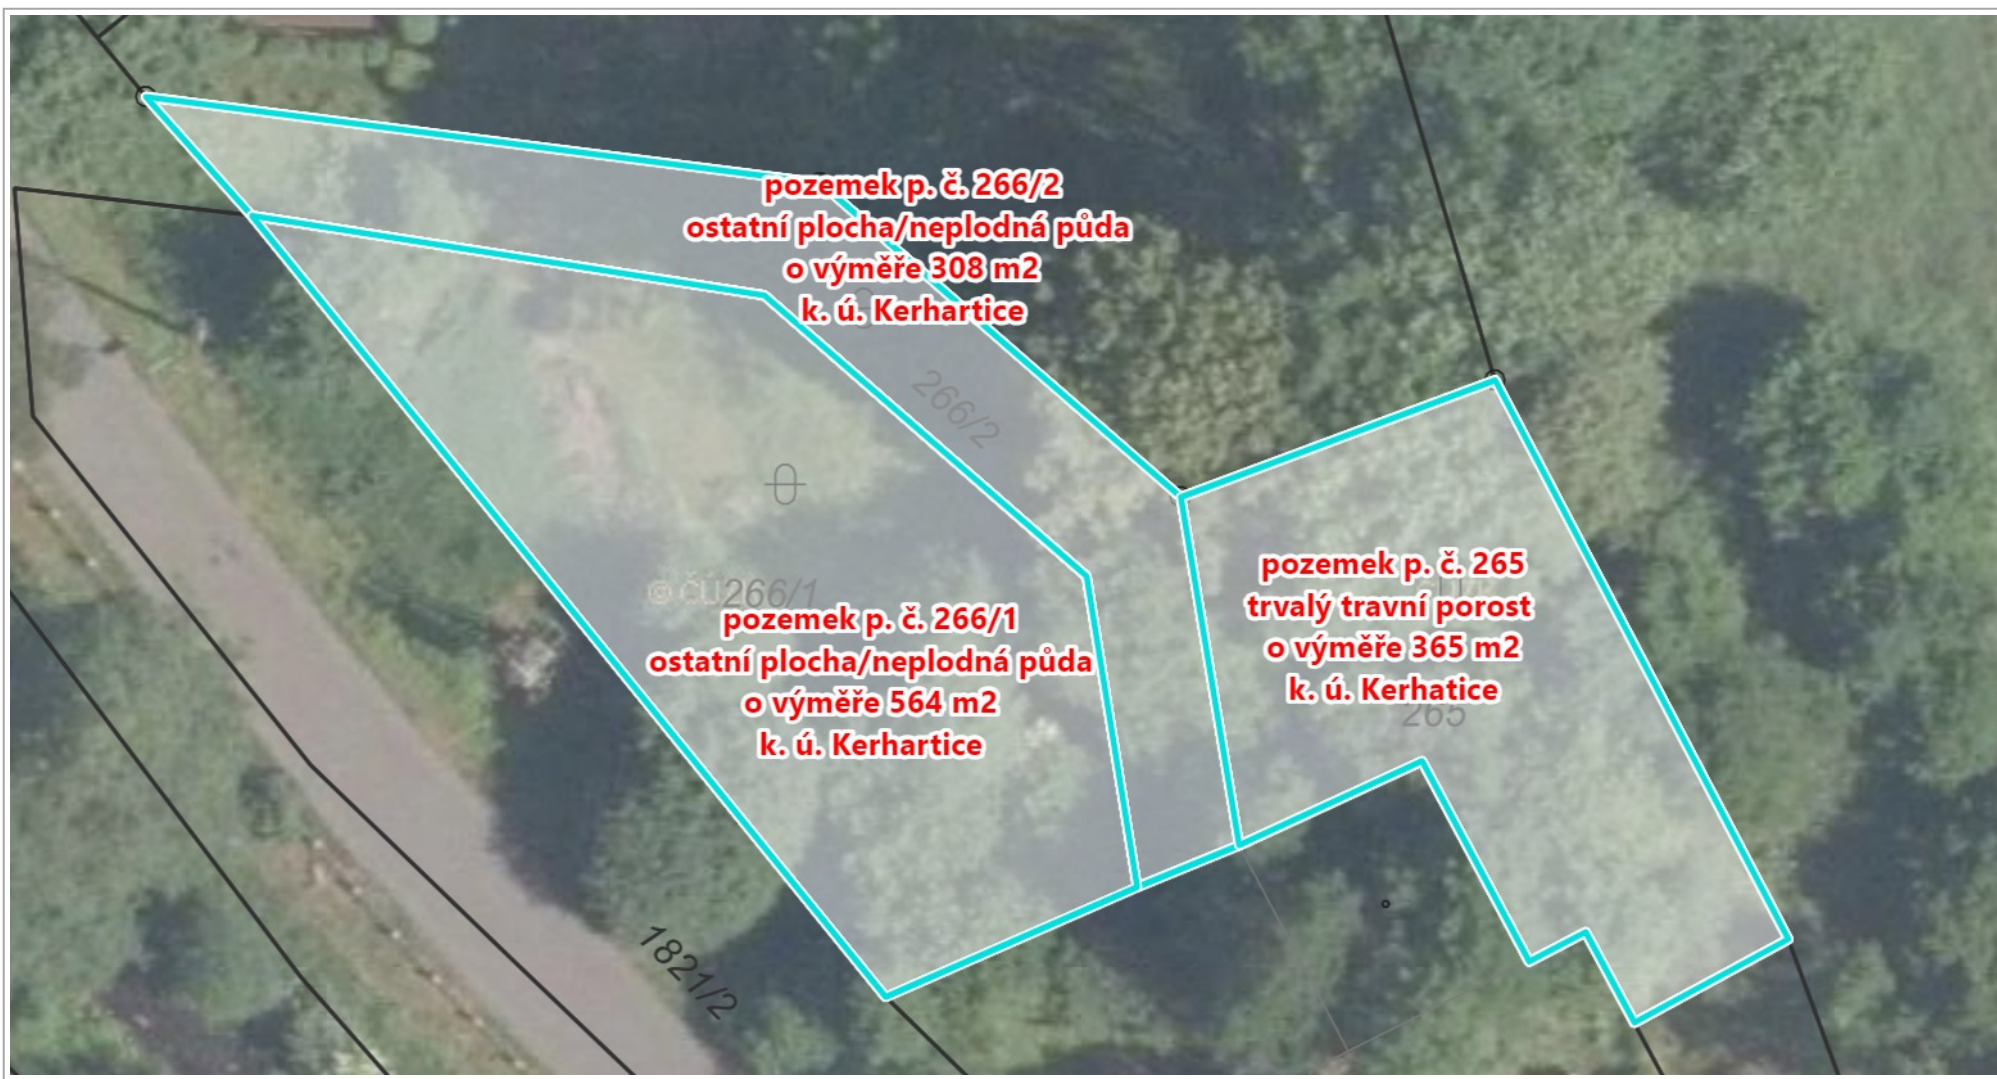 pozemek p. č. 266/2
ostatní plocha/neplodná půda
o výměře 308 m2
k. ú. Kerhartice
266/2
266/1
pozemek p. č. 266/1
ostatní plocha/neplodná půda
o výměře 564 m2
k. ú. Kerhartice
pozemek p. č. 265
trvalý travní porost
o výměře 365 m2
k. ú. Kerhatice
265
1821/2